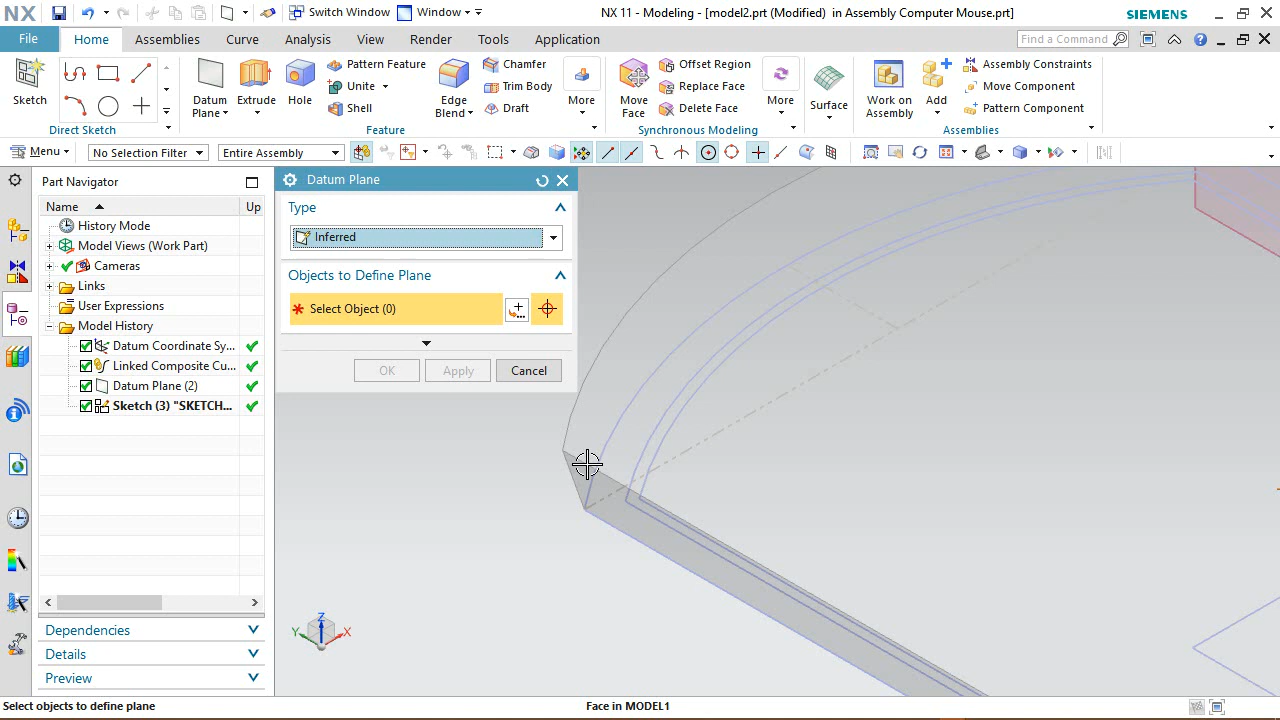 NX Switch Window Window NX 11 - Modeling - [model2.prt (Modified) in Assembly Computer Mouse.prt] SIEMENS
File Home Assemblies Curve Analysis View Render Tools Application Find a Command
Sketch
Direct Sketch
Datum Plane
Extrude
Hole
Pattern Feature
Unite
Shell
Edge Blend
Chamfer
Trim Body
Draft
More
Feature
Move Face
Offset Region
Replace Face
Delete Face
More
Synchronous Modeling
Surface
Work on Assembly
Add
Assembly Constraints
Move Component
Pattern Component
Assemblies
Menu No Selection Filter Entire Assembly
Part Navigator
Name Up
History Mode
Model Views (Work Part)
Cameras
Links
User Expressions
Model History
Datum Coordinate Sy...
Linked Composite Cu...
Datum Plane (2)
Sketch (3) "SKETCH...
Dependencies
Details
Preview
Datum Plane
Type
Inferred
Objects to Define Plane
* Select Object (0)
OK Apply Cancel
Z
Y X
Select objects to define plane Face in MODEL1